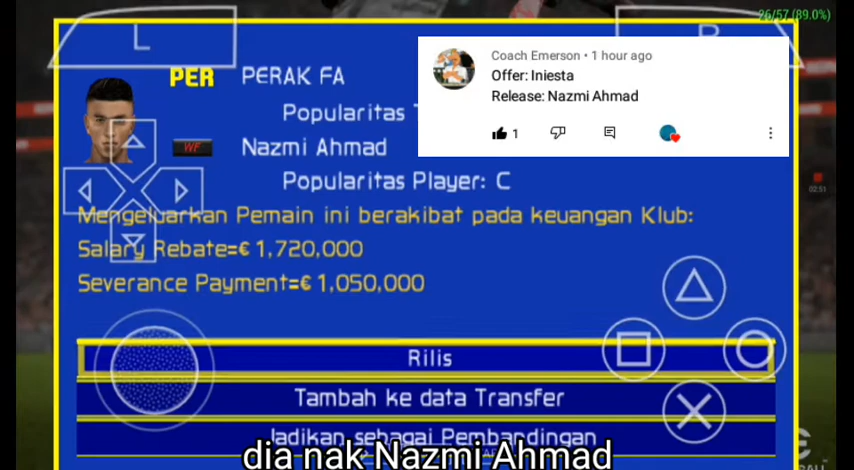 26/57 (89.0%)
L
R
PER PERAK FA
Popularitas
WF Nazmi Ahmad
Popularitas Player: C
Mengeluarkan Pemain ini berakibat pada keuangan Klub:
Salary Rebate=€ 1,720,000
Severance Payment=€ 1,050,000
Rilis
Tambah ke data Transfer
Jadikan sebagai Pembandingan
Coach Emerson • 1 hour ago
Offer: Iniesta
Release: Nazmi Ahmad
1
02:51
dia nak Nazmi Ahmad